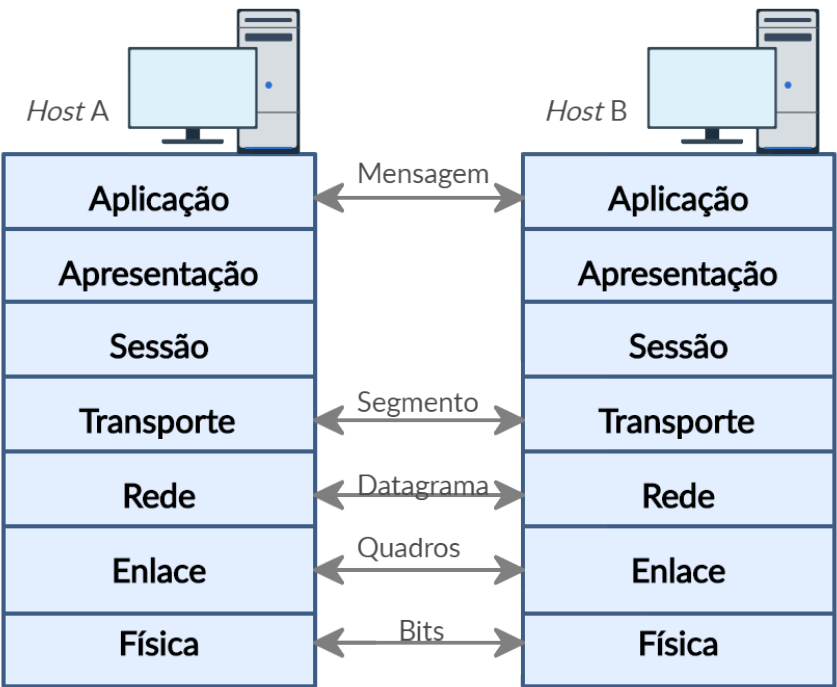 Host A
Host B
Aplicação
Mensagem
Aplicação
Apresentação
Apresentação
Sessão
Sessão
Transporte
Segmento
Transporte
Rede
Datagrama
Rede
Enlace
Quadros
Enlace
Física
Bits
Física